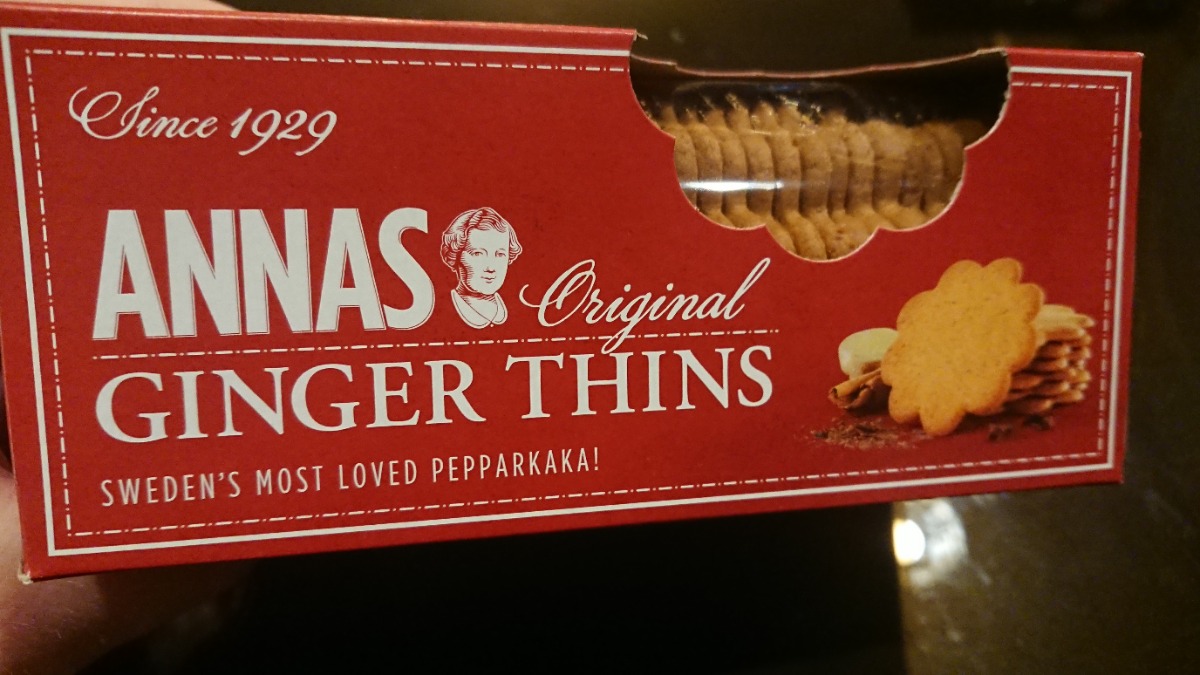 Since 1929
ANNAS Original
GINGER THINS
SWEDEN'S MOST LOVED PEPPARKAKA!